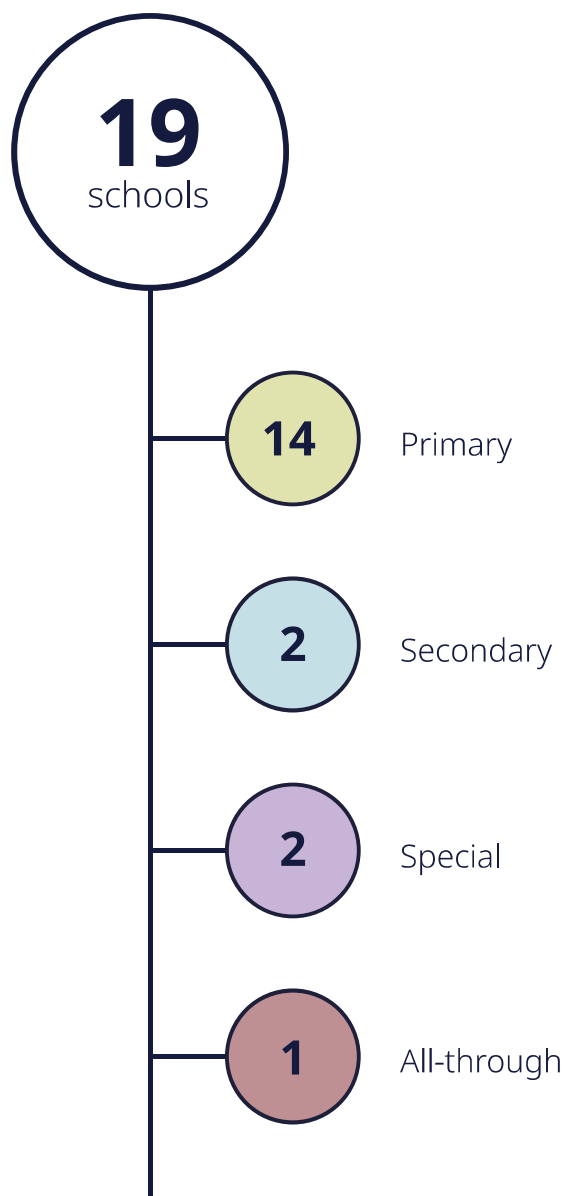 19
schools
14
Primary
2
Secondary
2
Special
1
All-through